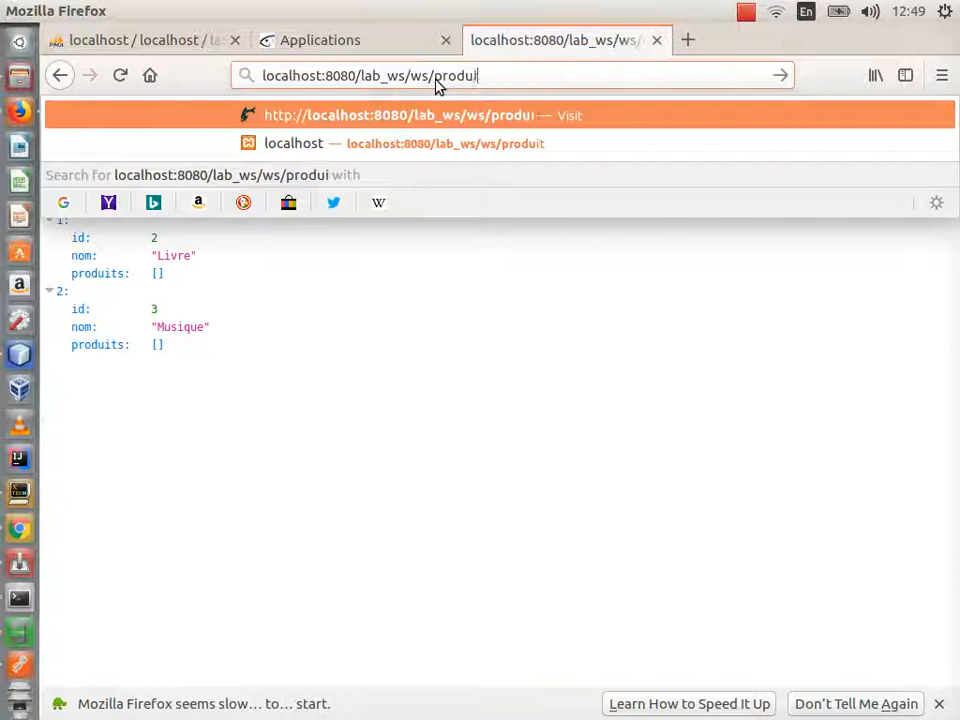 Mozilla Firefox
En
12:49
localhost / localhost / la
Applications
localhost:8080/lab_ws/ws/
localhost:8080/lab_ws/ws/produi
http://localhost:8080/lab_ws/ws/produi — Visit
localhost — localhost:8080/lab_ws/ws/produit
Search for localhost:8080/lab_ws/ws/produi with
1:
id: 2
nom: "Livre"
produits: []
2:
id: 3
nom: "Musique"
produits: []
Mozilla Firefox seems slow… to… start.
Learn How to Speed It Up
Don't Tell Me Again